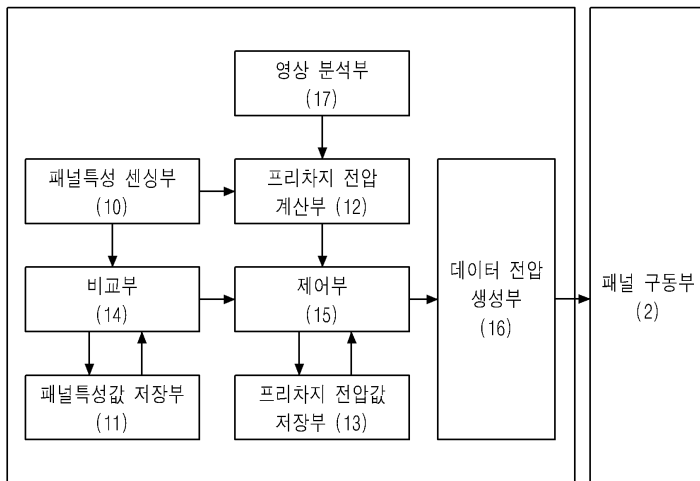 영상 분석부
(17)
패널특성 센싱부
(10)
프리차지 전압
계산부 (12)
비교부
(14)
제어부
(15)
데이터 전압
생성부
(16)
패널 구동부
(2)
패널특성값 저장부
(11)
프리차지 전압값
저장부 (13)